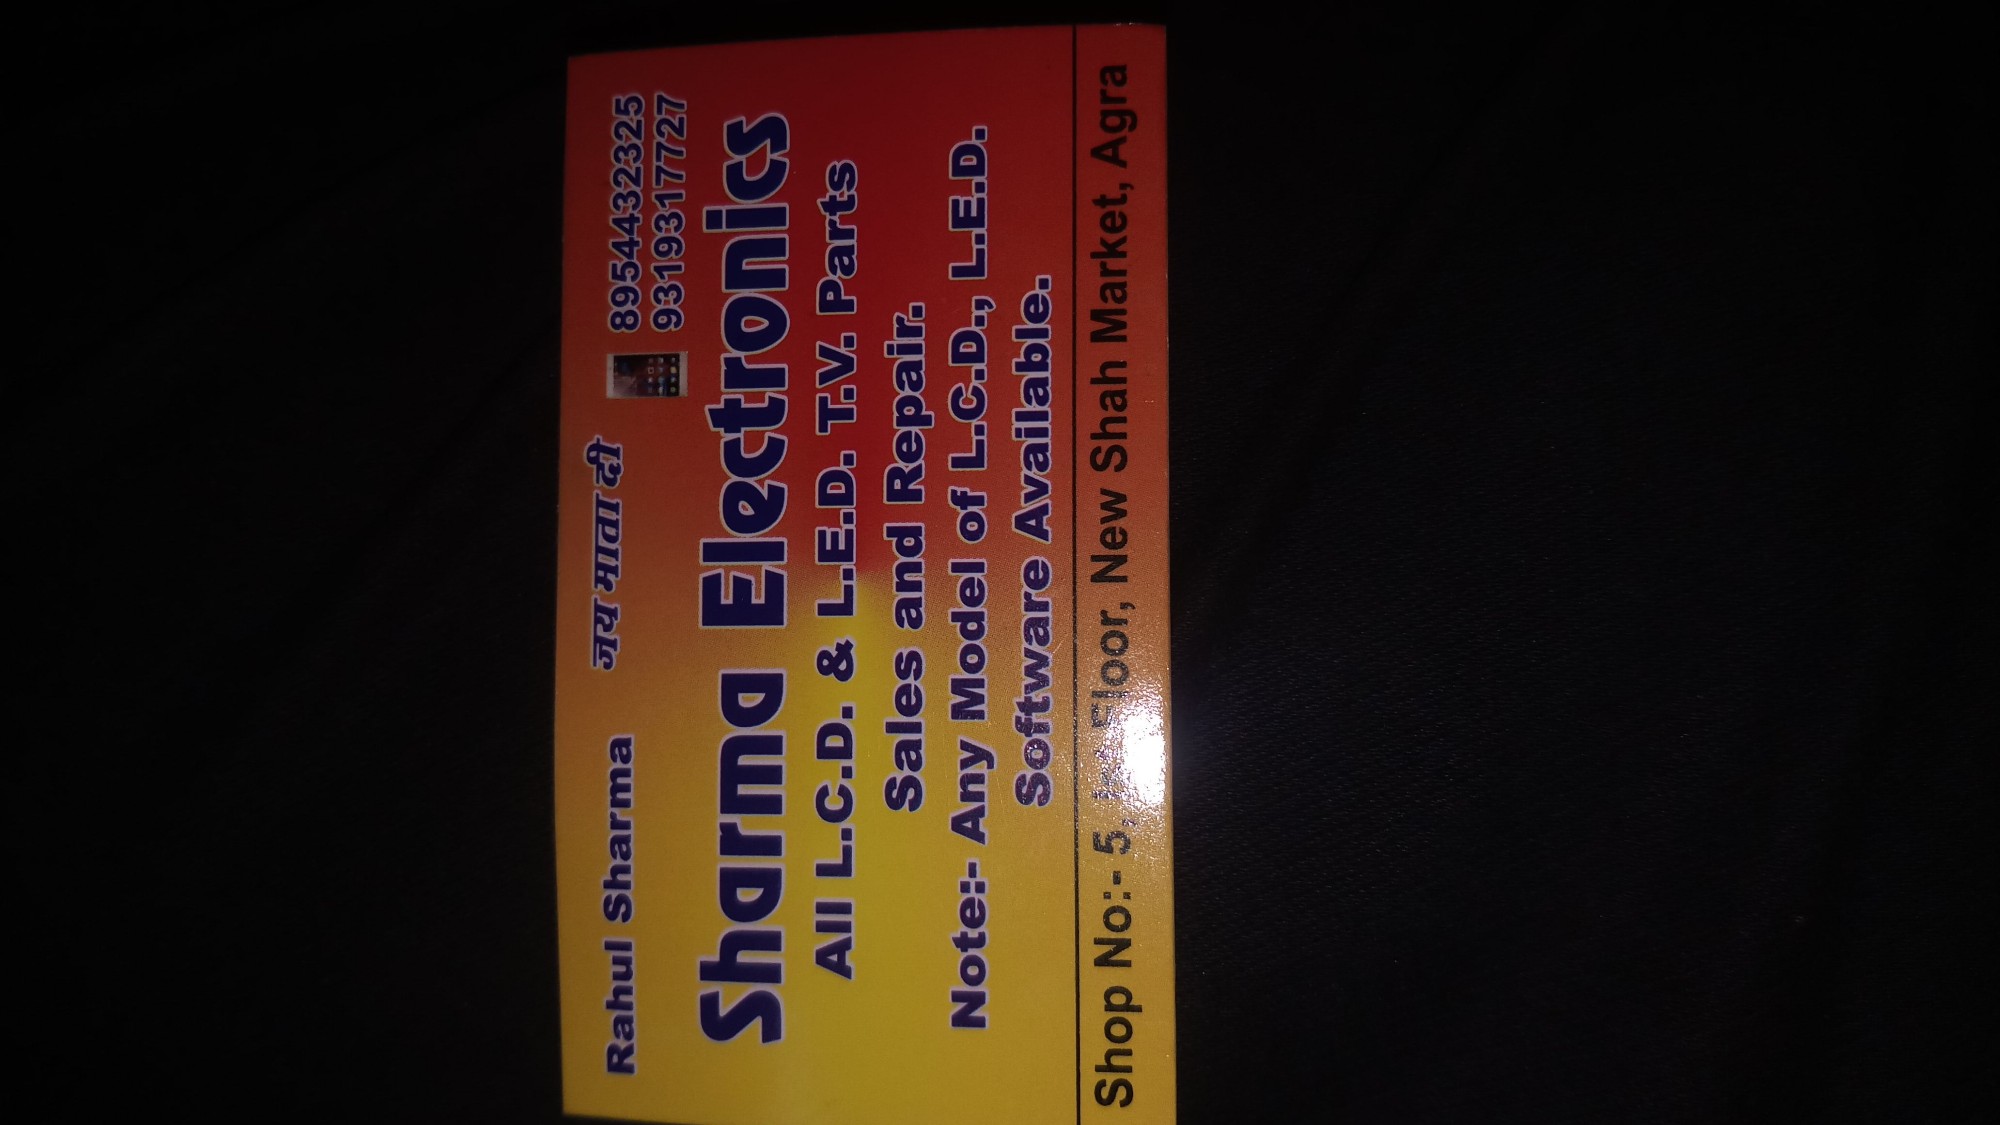 Rahul Sharma
जय माता दी
8954432325
9319317727
Sharma Electronics
All L.C.D. & L.E.D. T.V. Parts
Sales and Repair.
Note:- Any Model of L.C.D., L.E.D.
Software Available.
Shop No:- 5, Floor, New Shah Market, Agra